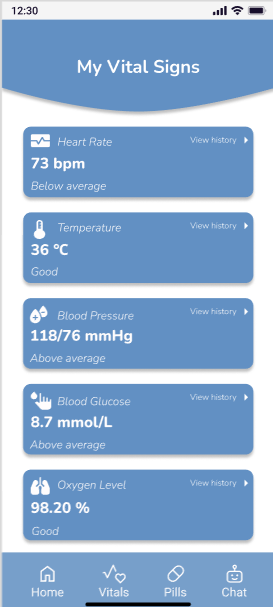 12:30
My Vital Signs
Heart Rate
View history
73 bpm
Below average
Temperature
View history
36 °C
Good
Blood Pressure
View history
118/76 mmHg
Above average
Blood Glucose
View history
8.7 mmol/L
Above average
Oxygen Level
View history
98.20 %
Good
Home Vitals Pills Chat